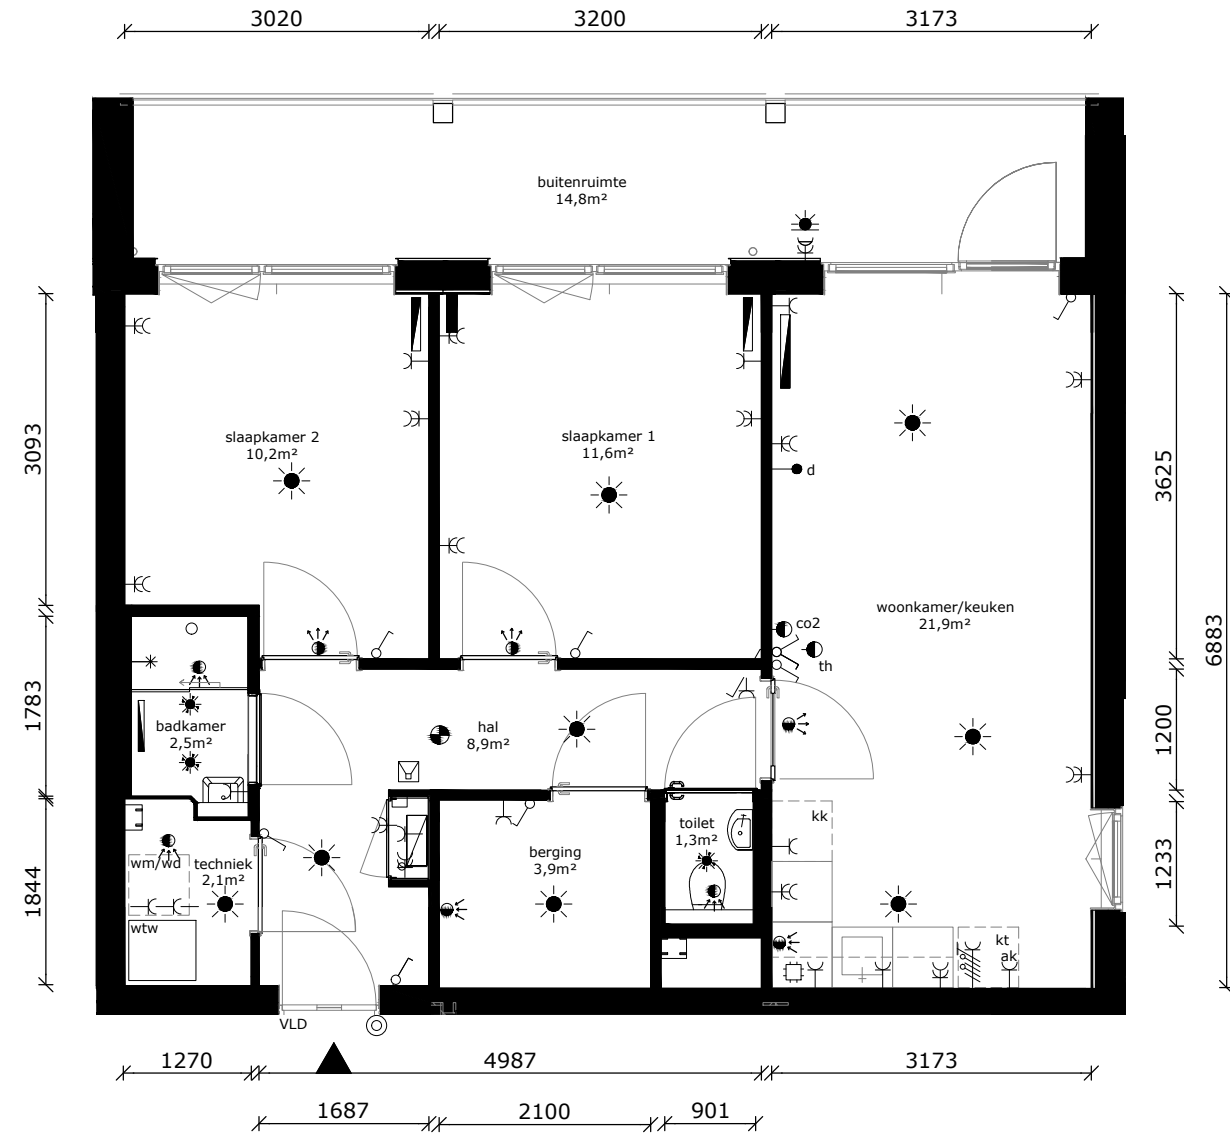 3020 3200 3173
buitenruimte
14,8m²
slaapkamer 2
10,2m²
slaapkamer 1
11,6m²
d
3093
3625
co2
th
woonkamer/keuken
21,9m²
6883
1783
badkamer
2,5m²
hal
8,9m²
1200
kk
toilet
1,3m²
berging
3,9m²
wm/wd
techniek
2,1m²
wtw
1844
1233
kt
ak
VLD
1270 4987 3173
1687 2100 901